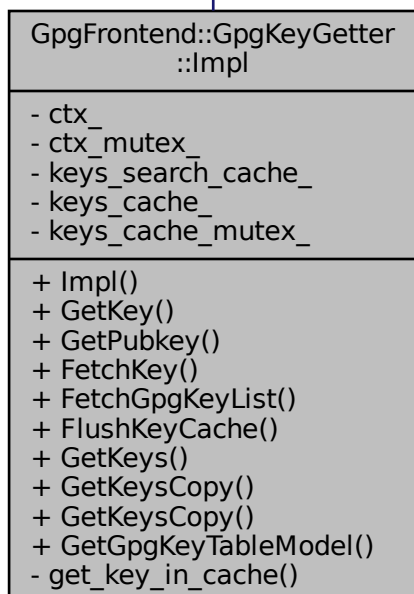 GpgFrontend::GpgKeyGetter
::Impl
- ctx_
- ctx_mutex_
- keys_search_cache_
- keys_cache_
- keys_cache_mutex_
+ Impl()
+ GetKey()
+ GetPubkey()
+ FetchKey()
+ FetchGpgKeyList()
+ FlushKeyCache()
+ GetKeys()
+ GetKeysCopy()
+ GetKeysCopy()
+ GetGpgKeyTableModel()
- get_key_in_cache()